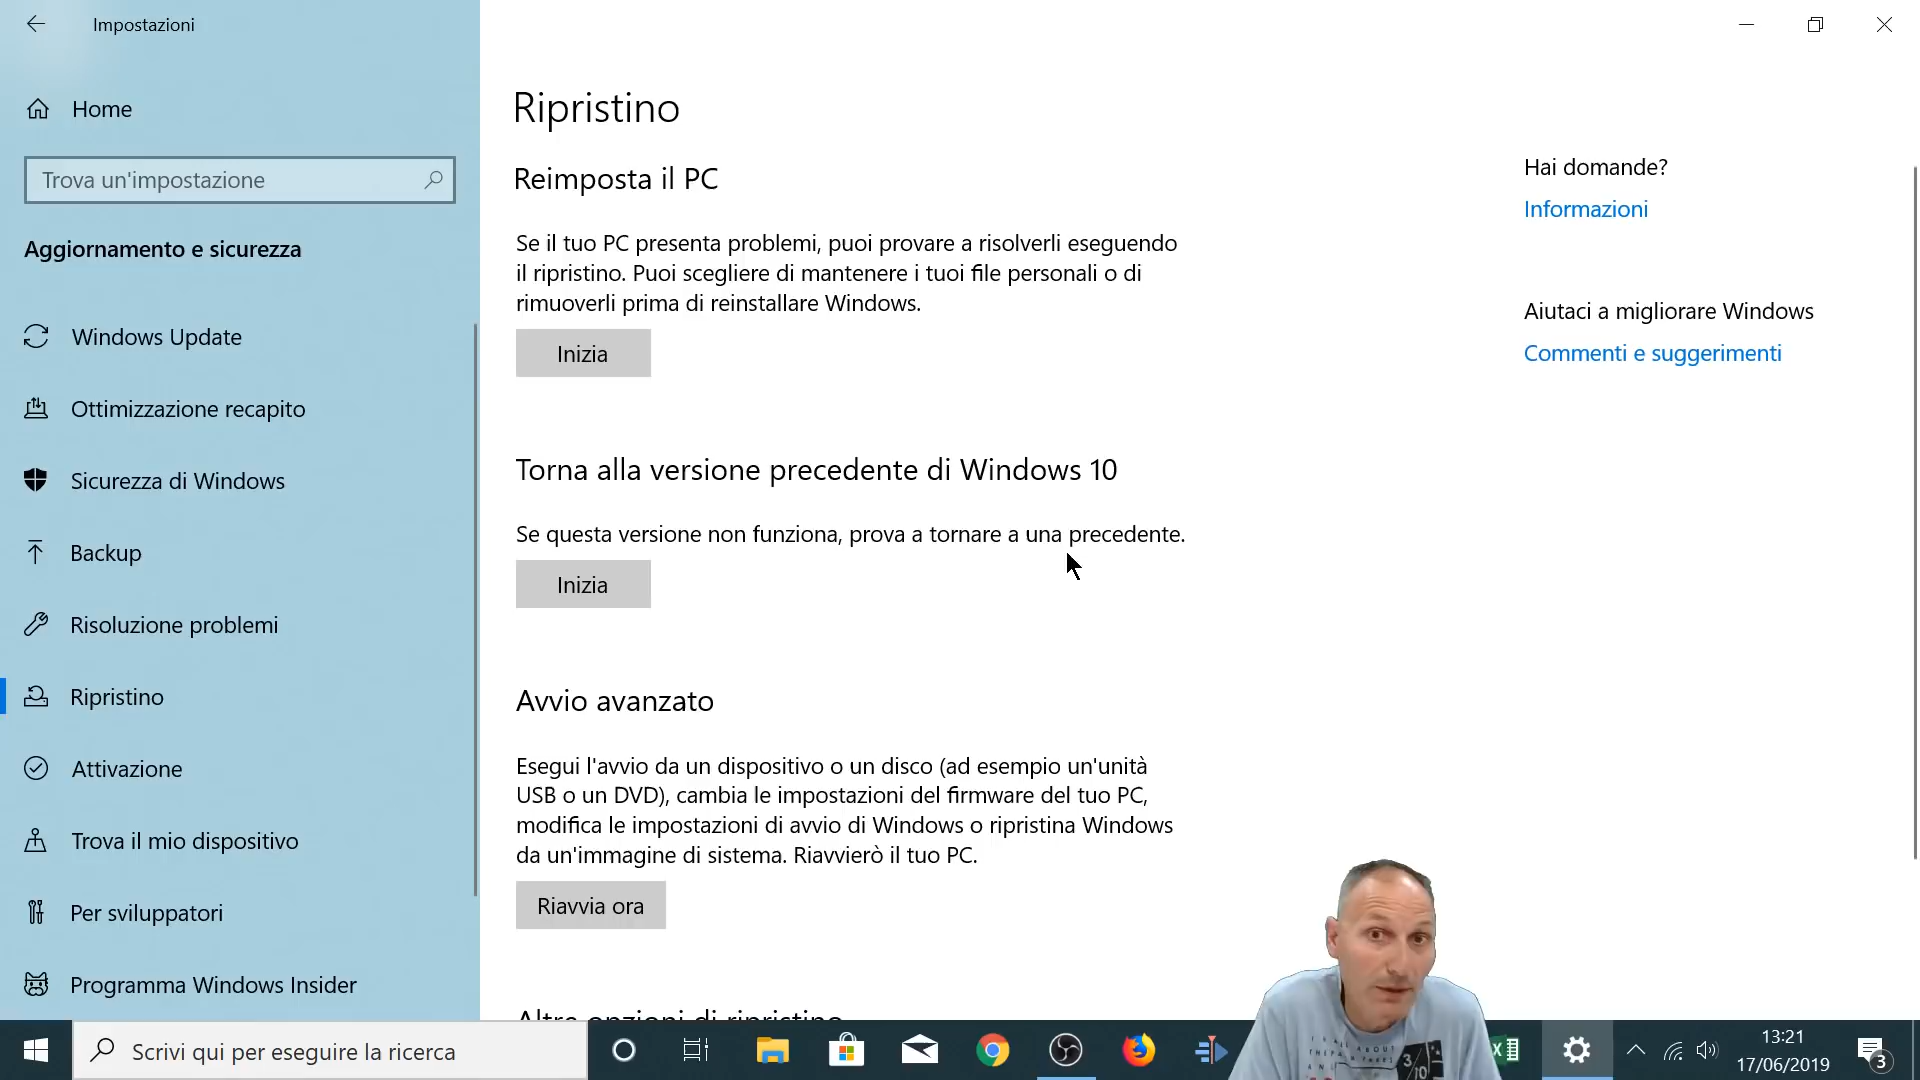 Impostazioni
Home
Trova un'impostazione
Aggiornamento e sicurezza
Windows Update
Ottimizzazione recapito
Sicurezza di Windows
Backup
Risoluzione problemi
Ripristino
Attivazione
Trova il mio dispositivo
Per sviluppatori
Programma Windows Insider
Ripristino
Reimposta il PC
Se il tuo PC presenta problemi, puoi provare a risolverli eseguendo
il ripristino. Puoi scegliere di mantenere i tuoi file personali o di
rimuoverli prima di reinstallare Windows.
Inizia
Torna alla versione precedente di Windows 10
Se questa versione non funziona, prova a tornare a una precedente.
Inizia
Avvio avanzato
Esegui l'avvio da un dispositivo o un disco (ad esempio un'unità
USB o un DVD), cambia le impostazioni del firmware del tuo PC,
modifica le impostazioni di avvio di Windows o ripristina Windows
da un'immagine di sistema. Riavvierò il tuo PC.
Riavvia ora
Altre opzioni di ripristino
Hai domande?
Informazioni
Aiutaci a migliorare Windows
Commenti e suggerimenti
Scrivi qui per eseguire la ricerca
13:21
17/06/2019
3